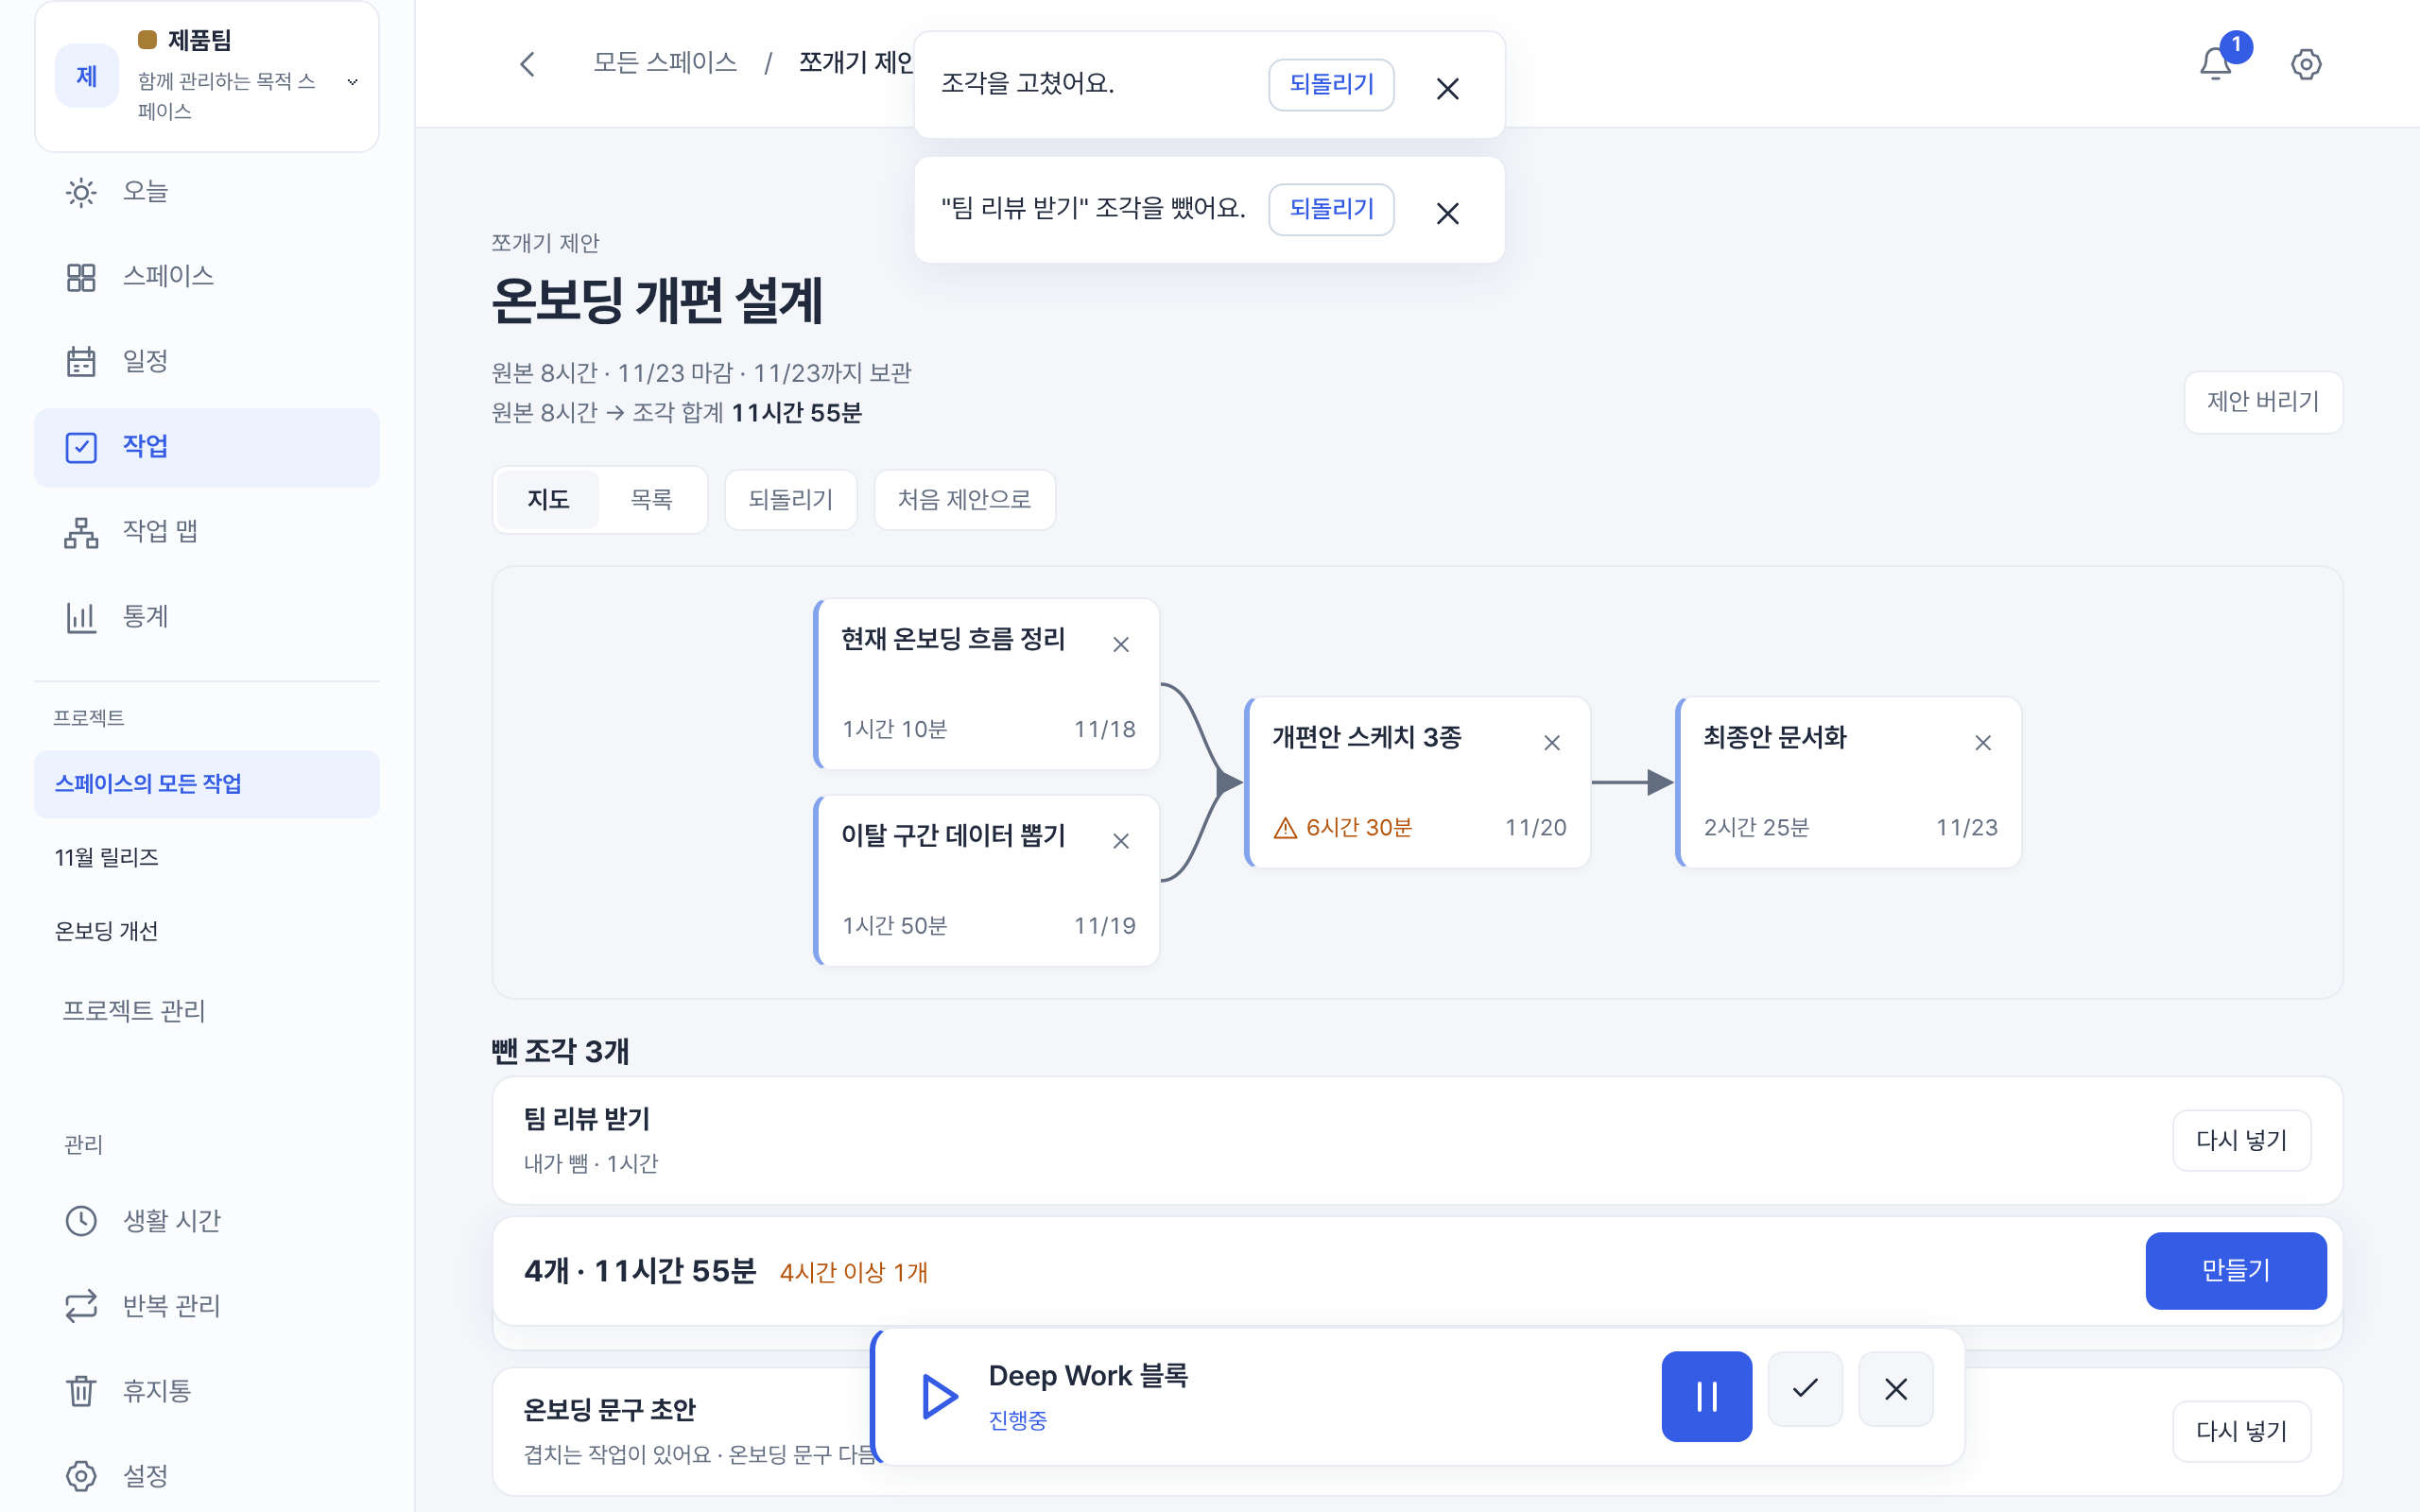 제
제품팀
함께 관리하는 목적 스
페이스
오늘
스페이스
일정
작업
작업 맵
통계
프로젝트
스페이스의 모든 작업
11월 릴리즈
온보딩 개선
프로젝트 관리
관리
생활 시간
반복 관리
휴지통
설정
모든 스페이스 / 쪼개기 제안
1
조각을 고쳤어요. 되돌리기
"팀 리뷰 받기" 조각을 뺐어요. 되돌리기
쪼개기 제안
온보딩 개편 설계
원본 8시간 · 11/23 마감 · 11/23까지 보관
원본 8시간 → 조각 합계 11시간 55분
제안 버리기
지도 목록 되돌리기 처음 제안으로
현재 온보딩 흐름 정리
1시간 10분 11/18
이탈 구간 데이터 뽑기
1시간 50분 11/19
개편안 스케치 3종
6시간 30분 11/20
최종안 문서화
2시간 25분 11/23
뺀 조각 3개
팀 리뷰 받기
내가 뺌 · 1시간
다시 넣기
4개 · 11시간 55분 4시간 이상 1개
만들기
Deep Work 블록
진행중
온보딩 문구 초안
겹치는 작업이 있어요 · 온보딩 문구 다듬
다시 넣기